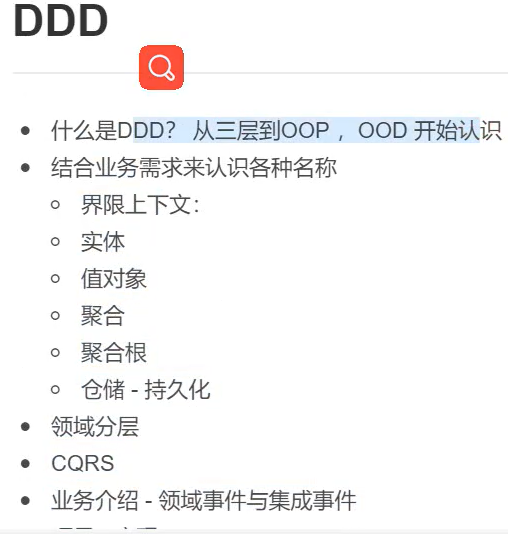 DDD
什么是DDD? 从三层到OOP ，OOD 开始认识
结合业务需求来认识各种名称
界限上下文：
实体
值对象
聚合
聚合根
仓储 - 持久化
领域分层
CQRS
业务介绍 - 领域事件与集成事件